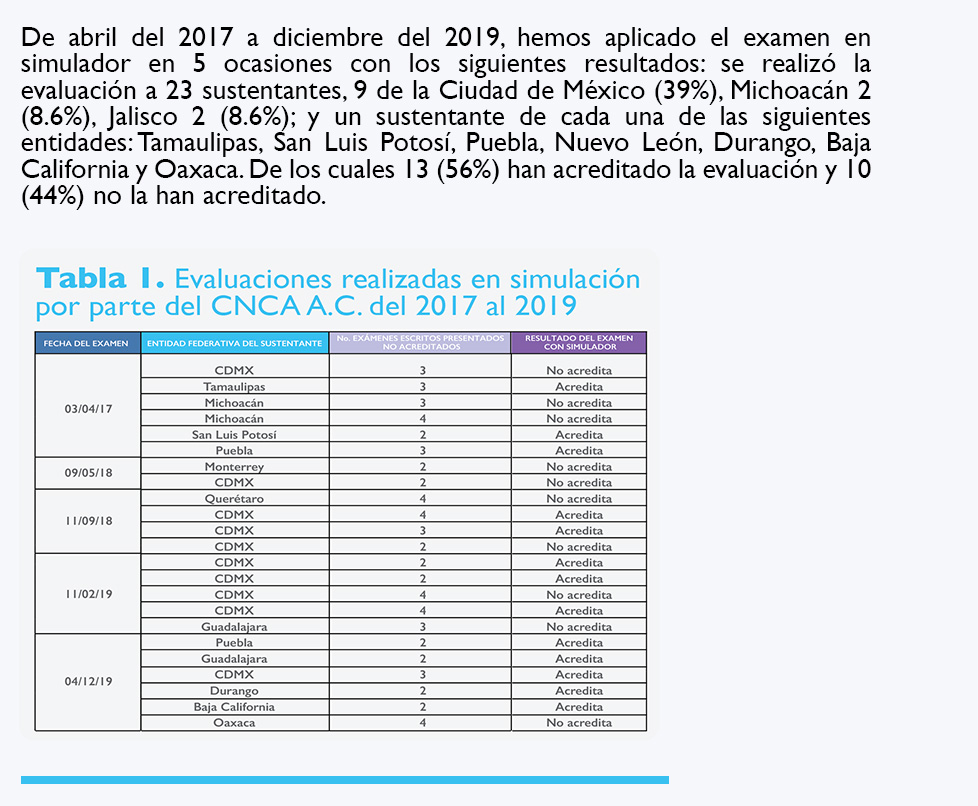 De abril del 2017 a diciembre del 2019, hemos aplicado el examen en
simulador en 5 ocasiones con los siguientes resultados: se realizó la
evaluación a 23 sustentantes, 9 de la Ciudad de México (39%), Michoacán 2
(8.6%), Jalisco 2 (8.6%); y un sustentante de cada una de las siguientes
entidades: Tamaulipas, San Luis Potosí, Puebla, Nuevo León, Durango, Baja
California y Oaxaca. De los cuales 13 (56%) han acreditado la evaluación y 10
(44%) no la han acreditado.
Tabla 1. Evaluaciones realizadas en simulación
por parte del CNCA A.C. del 2017 al 2019
FECHA DEL EXAMEN ENTIDAD FEDERATIVA DEL SUSTENTANTE No. EXÁMENES ESCRITOS PRESENTADOS NO ACREDITADOS RESULTADO DEL EXAMEN CON SIMULADOR
03/04/17 CDMX 3 No acredita
Tamaulipas 3 Acredita
Michoacán 3 No acredita
Michoacán 4 No acredita
San Luis Potosí 2 Acredita
Puebla 3 Acredita
09/05/18 Monterrey 2 No acredita
CDMX 2 No acredita
11/09/18 Querétaro 4 No acredita
CDMX 4 Acredita
CDMX 3 Acredita
CDMX 2 No acredita
11/02/19 CDMX 2 Acredita
CDMX 2 Acredita
CDMX 4 No acredita
CDMX 4 Acredita
Guadalajara 3 No acredita
04/12/19 Puebla 2 Acredita
Guadalajara 2 Acredita
CDMX 3 Acredita
Durango 2 Acredita
Baja California 2 Acredita
Oaxaca 4 No acredita